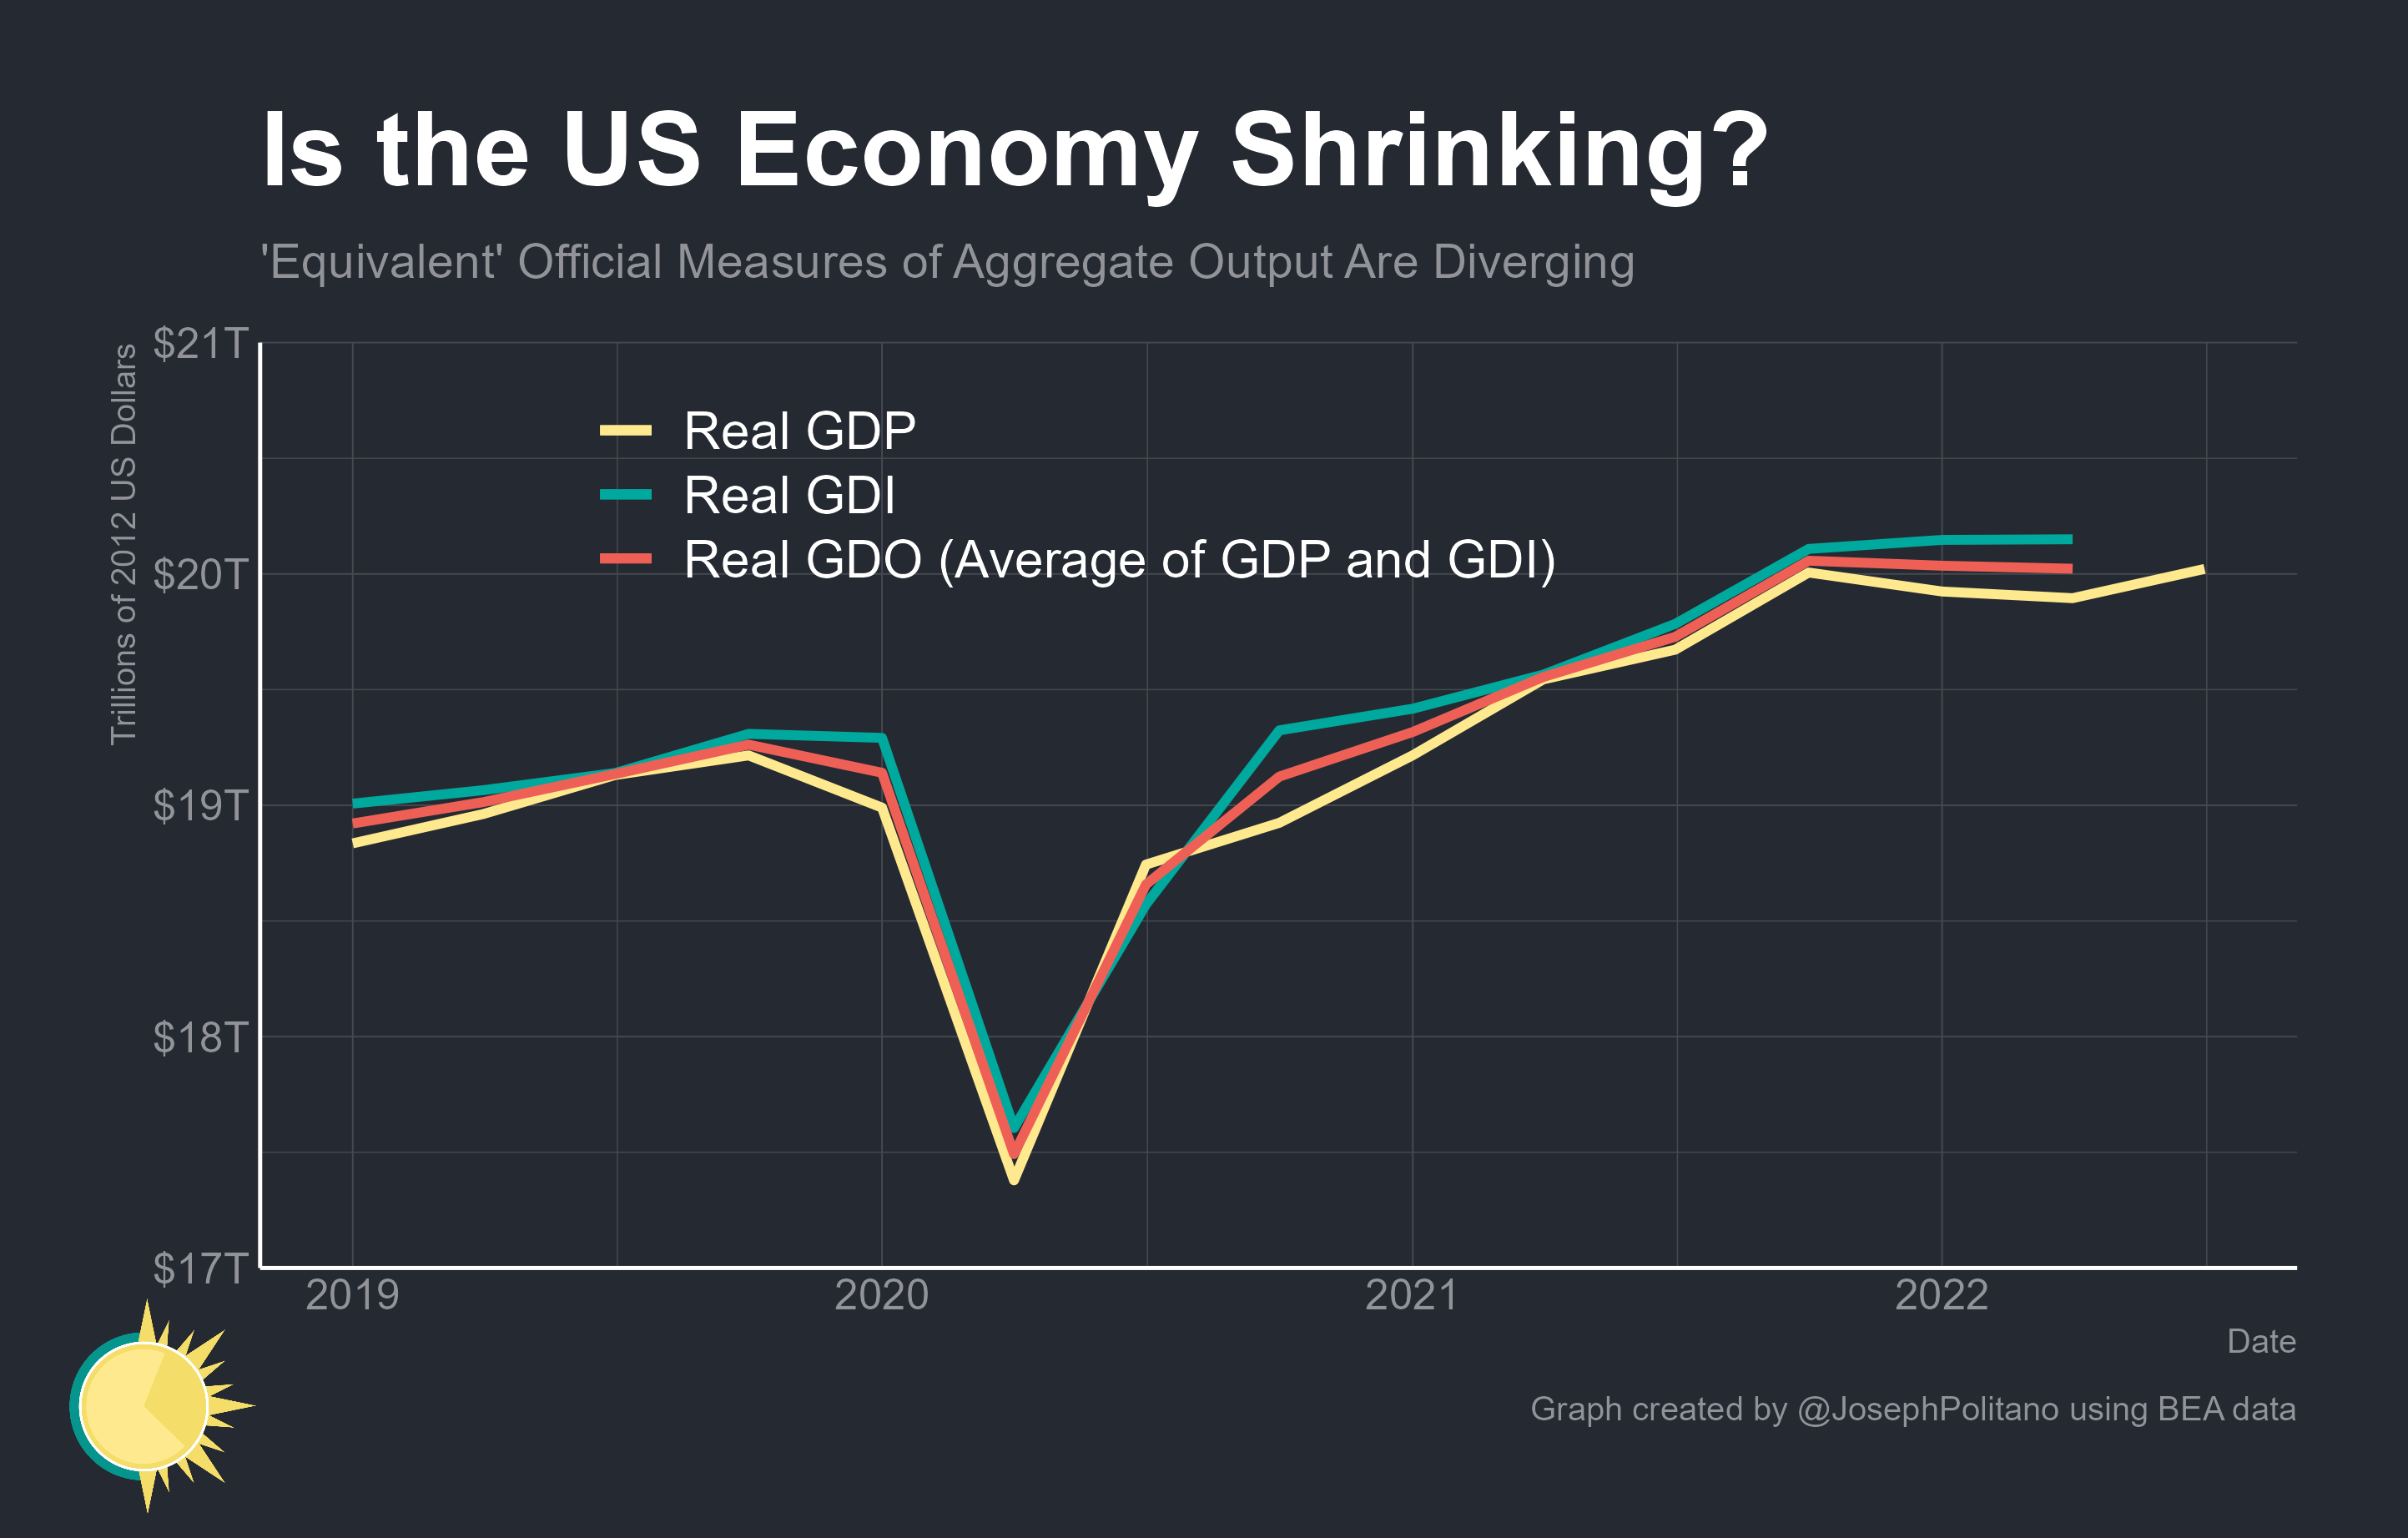 Is the US Economy Shrinking?
'Equivalent' Official Measures of Aggregate Output Are Diverging
Trillions of 2012 US Dollars
$21T
$20T
$19T
$18T
$17T
Real GDP
Real GDI
Real GDO (Average of GDP and GDI)
2019
2020
2021
2022
Date
Graph created by @JosephPolitano using BEA data